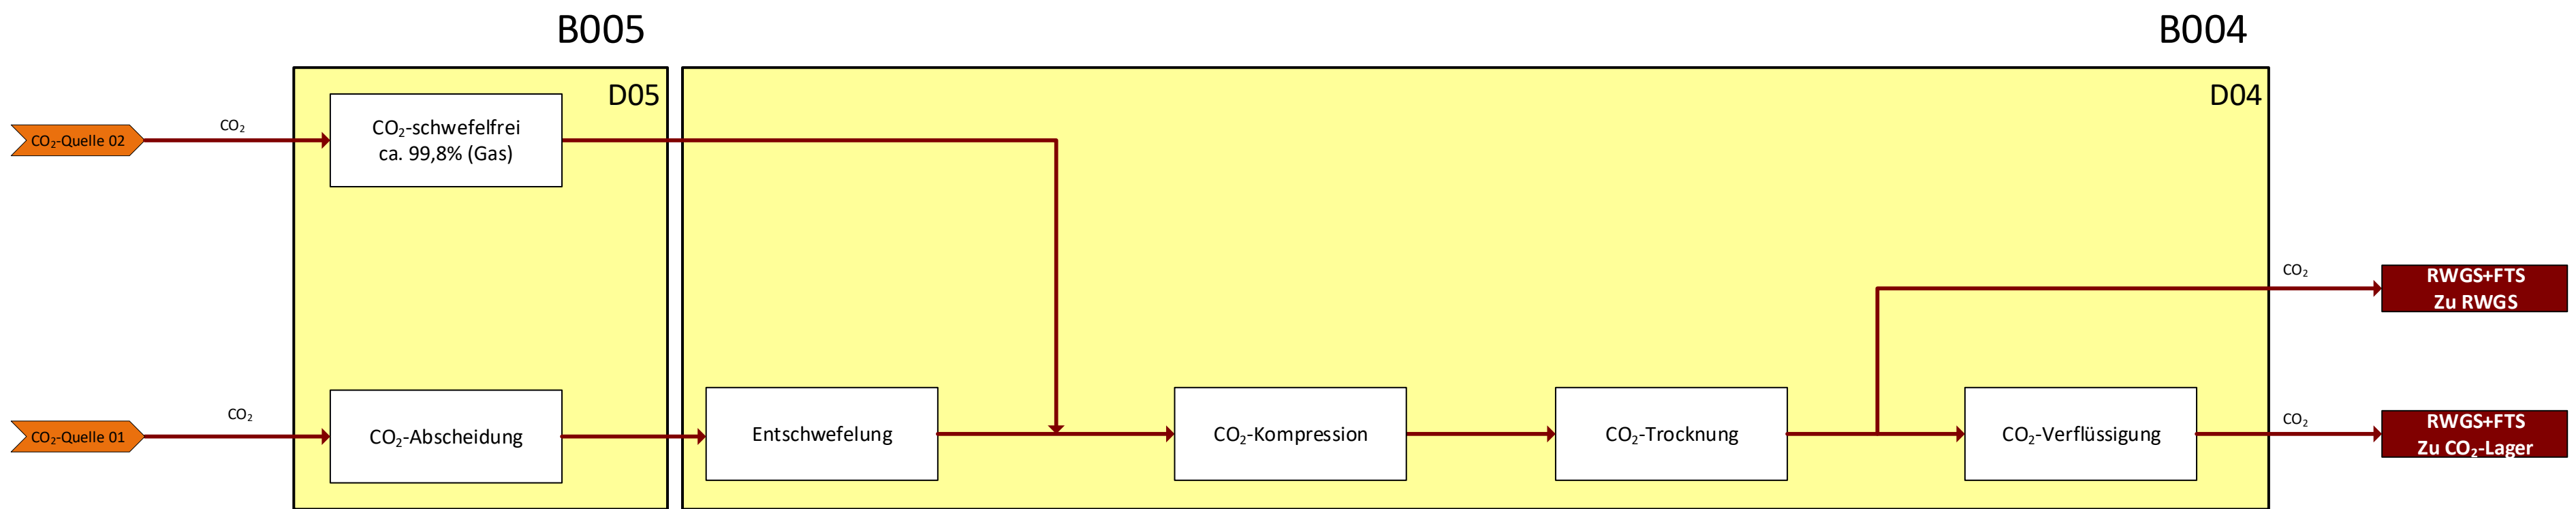 B005
B004
D05
D04
CO₂-Quelle 02
CO₂
CO₂-schwefelfrei
ca. 99,8% (Gas)
CO₂
RWGS+FTS
Zu RWGS
CO₂-Quelle 01
CO₂
CO₂-Abscheidung
Entschwefelung
CO₂-Kompression
CO₂-Trocknung
CO₂-Verflüssigung
CO₂
RWGS+FTS
Zu CO₂-Lager